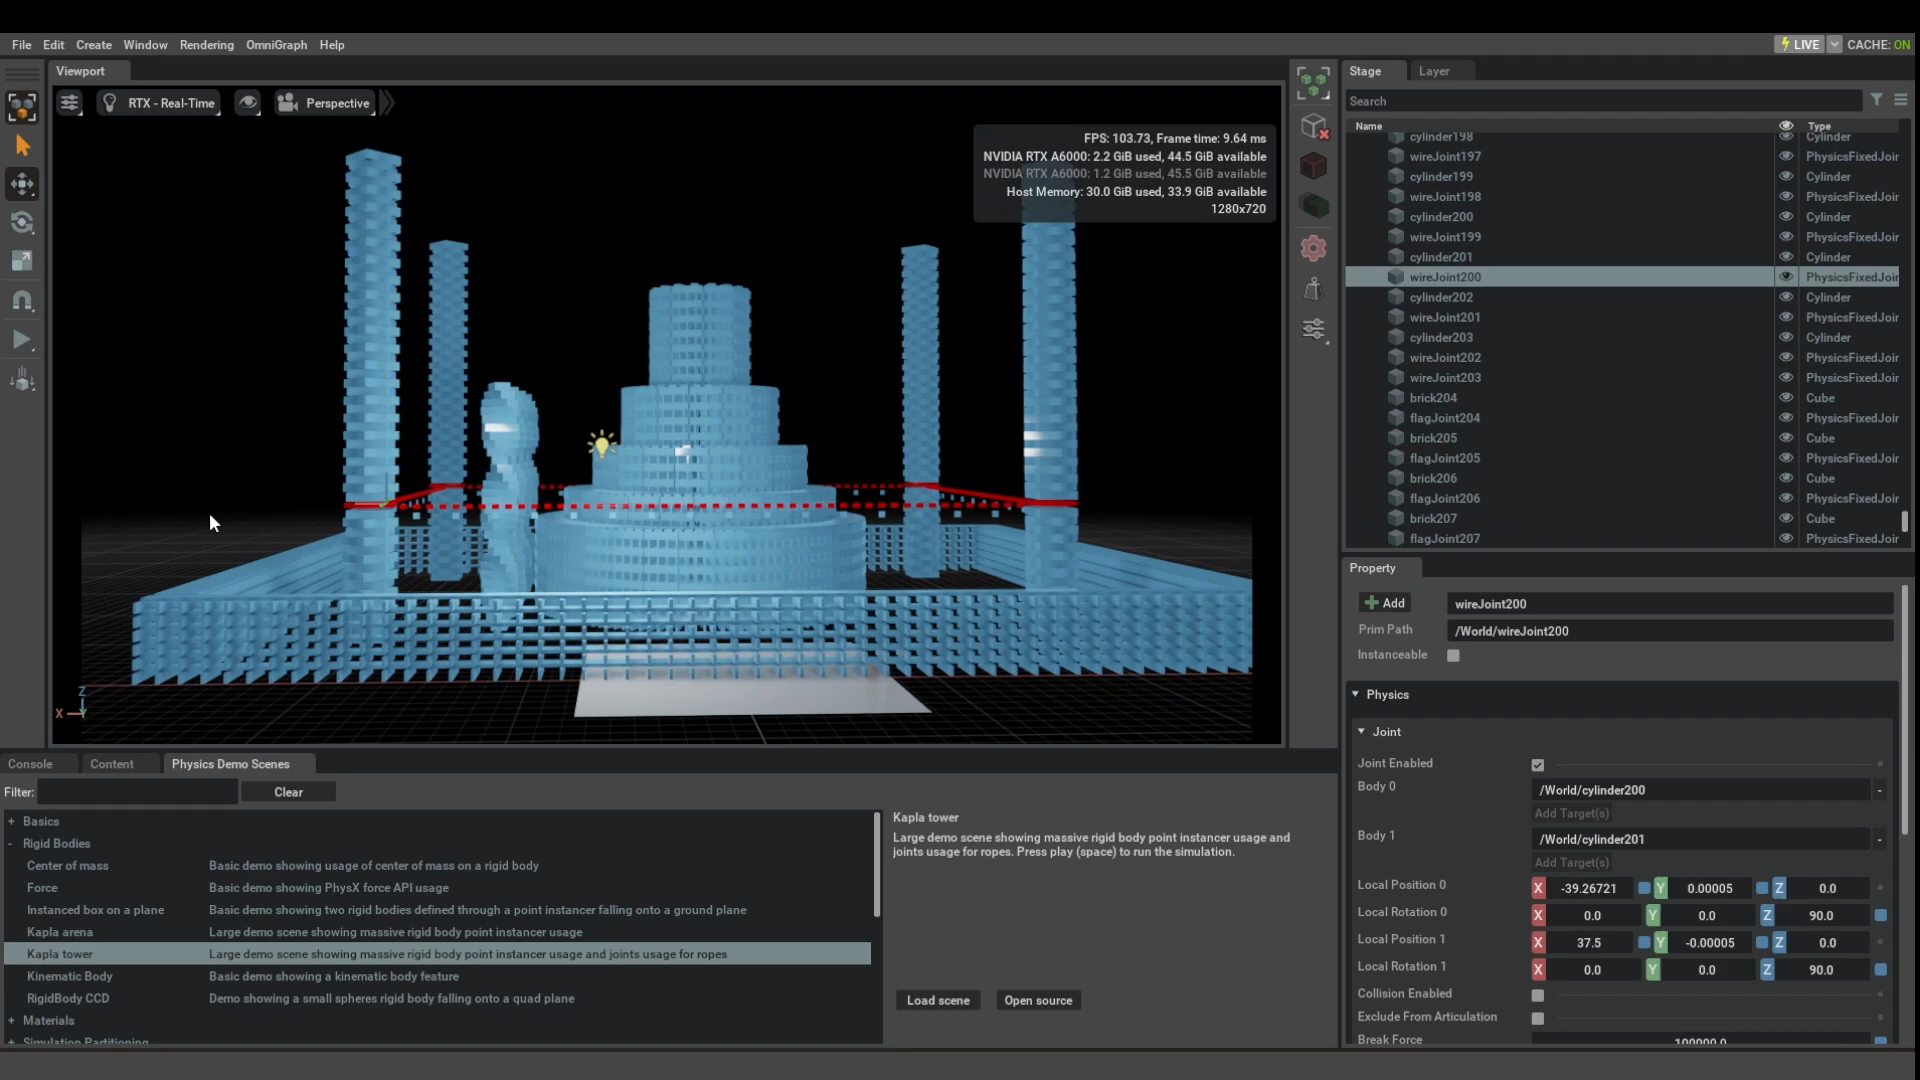 File Edit Create Window Rendering OmniGraph Help
LIVE CACHE: ON
Viewport
RTX - Real-Time Perspective
FPS: 103.73, Frame time: 9.64 ms
NVIDIA RTX A6000: 2.2 GiB used, 44.5 GiB available
NVIDIA RTX A6000: 1.2 GiB used, 45.5 GiB available
Host Memory: 30.0 GiB used, 33.9 GiB available
1280x720
Z
X Y
Stage Layer
Search
Name Type
cylinder198 Cylinder
wireJoint197 PhysicsFixedJoir
cylinder199 Cylinder
wireJoint198 PhysicsFixedJoir
cylinder200 Cylinder
wireJoint199 PhysicsFixedJoir
cylinder201 Cylinder
wireJoint200 PhysicsFixedJoir
cylinder202 Cylinder
wireJoint201 PhysicsFixedJoir
cylinder203 Cylinder
wireJoint202 PhysicsFixedJoir
wireJoint203 PhysicsFixedJoir
brick204 Cube
flagJoint204 PhysicsFixedJoir
brick205 Cube
flagJoint205 PhysicsFixedJoir
brick206 Cube
flagJoint206 PhysicsFixedJoir
brick207 Cube
flagJoint207 PhysicsFixedJoir
Property
Add wireJoint200
Prim Path /World/wireJoint200
Instanceable
Physics
Joint
Joint Enabled
Body 0 /World/cylinder200 -
Add Target(s)
Body 1 /World/cylinder201 -
Add Target(s)
Local Position 0 X -39.26721 Y 0.00005 Z 0.0
Local Rotation 0 X 0.0 Y 0.0 Z 90.0
Local Position 1 X 37.5 Y -0.00005 Z 0.0
Local Rotation 1 X 0.0 Y 0.0 Z 90.0
Collision Enabled
Exclude From Articulation
Break Force 100000.0
Console Content Physics Demo Scenes
Filter: Clear
+ Basics
- Rigid Bodies
Center of mass Basic demo showing usage of center of mass on a rigid body
Force Basic demo showing PhysX force API usage
Instanced box on a plane Basic demo showing two rigid bodies defined through a point instancer falling onto a ground plane
Kapla arena Large demo scene showing massive rigid body point instancer usage
Kapla tower Large demo scene showing massive rigid body point instancer usage and joints usage for ropes
Kinematic Body Basic demo showing a kinematic body feature
RigidBody CCD Demo showing a small spheres rigid body falling onto a quad plane
+ Materials
+ Simulation Partitioning
Kapla tower
Large demo scene showing massive rigid body point instancer usage and
joints usage for ropes. Press play (space) to run the simulation.
Load scene Open source